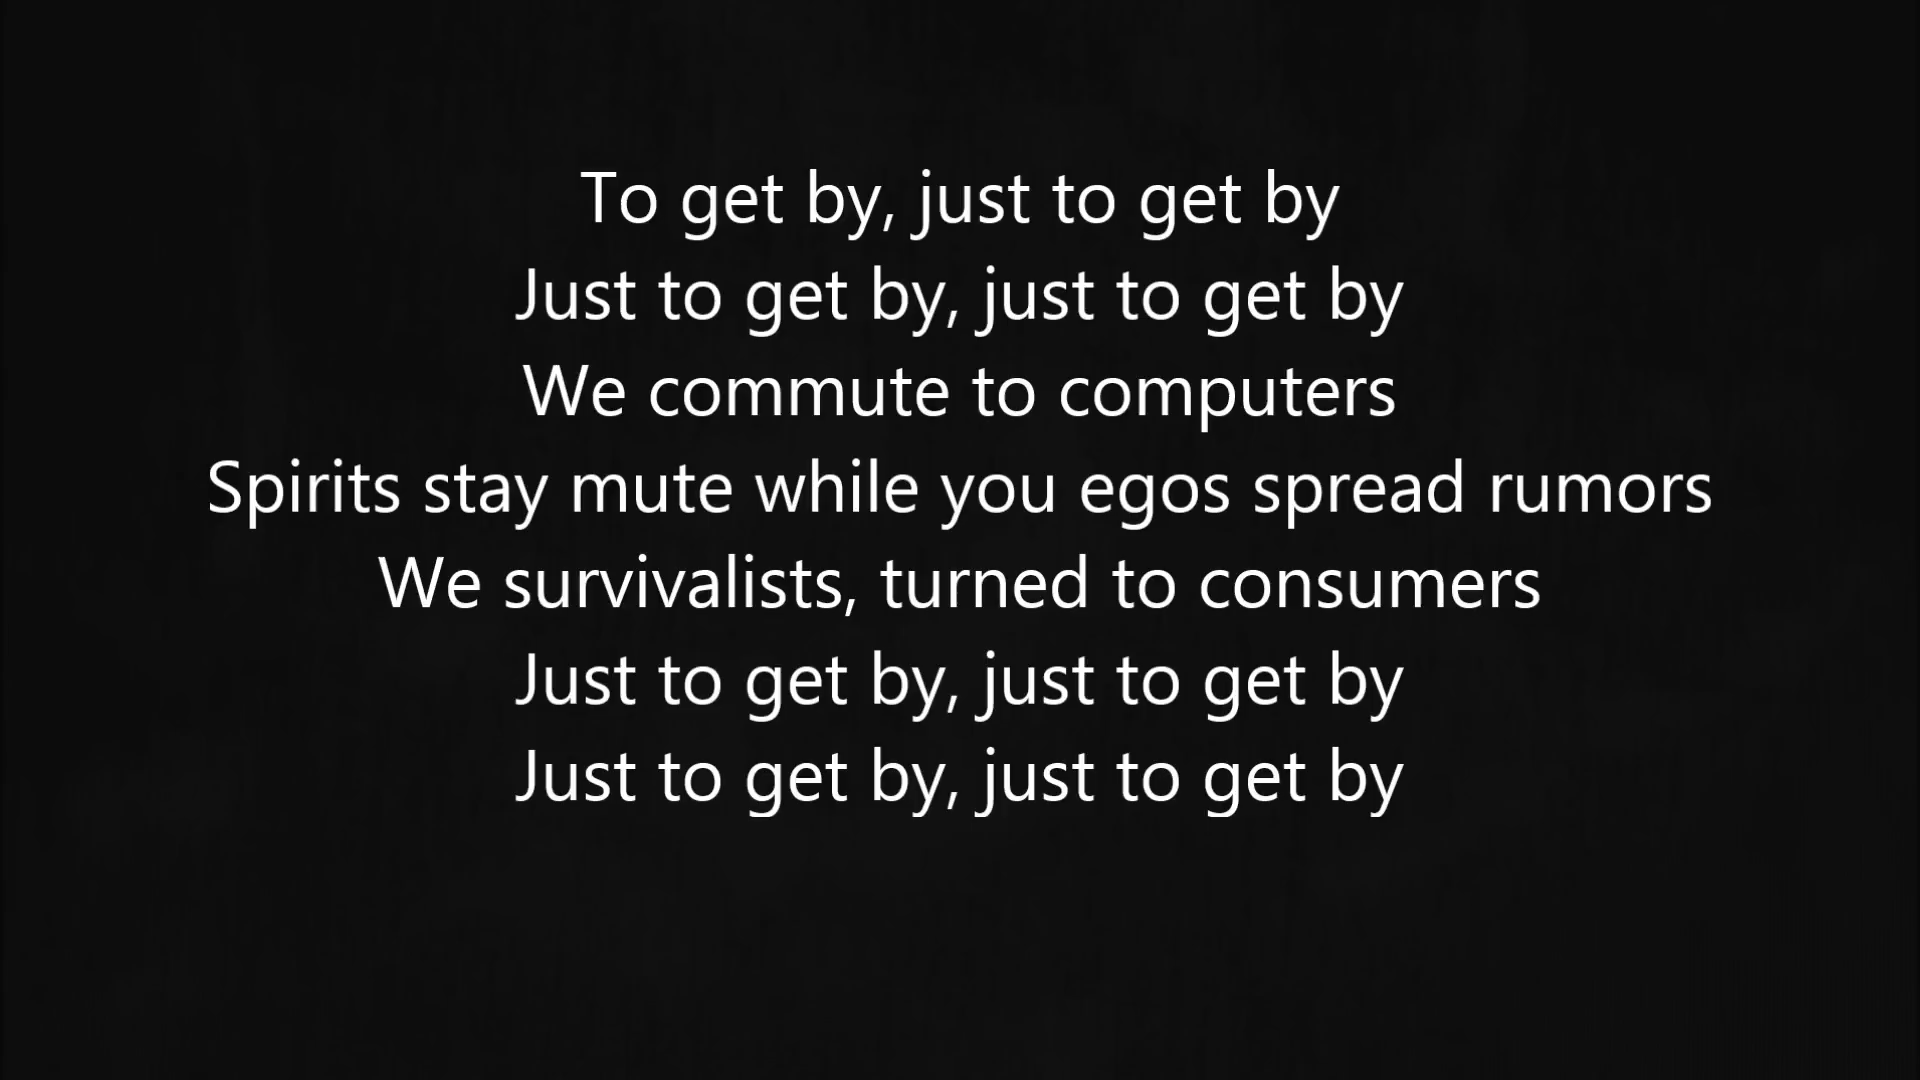 To get by, just to get by
Just to get by, just to get by
We commute to computers
Spirits stay mute while you egos spread rumors
We survivalists, turned to consumers
Just to get by, just to get by
Just to get by, just to get by